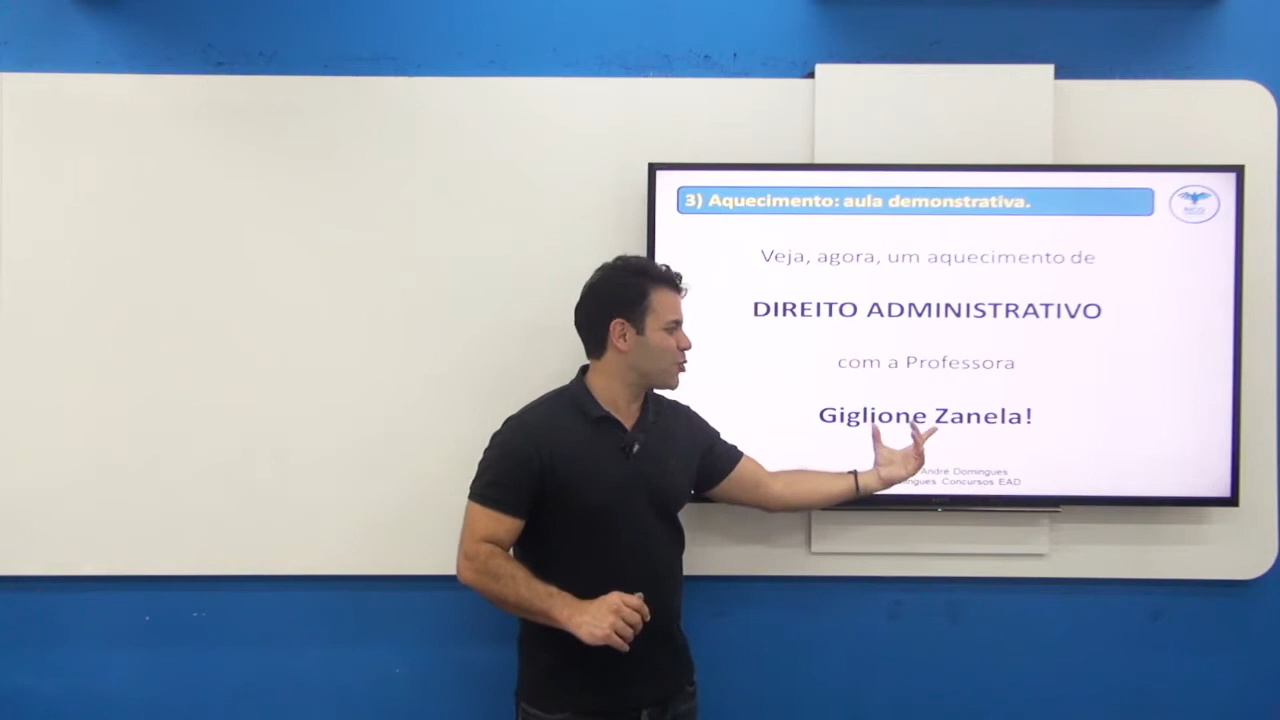 3) Aquecimento: aula demonstrativa.
Veja, agora, um aquecimento de
DIREITO ADMINISTRATIVO
com a Professora
Giglione Zanela!
André Domingues
Concursos EAD